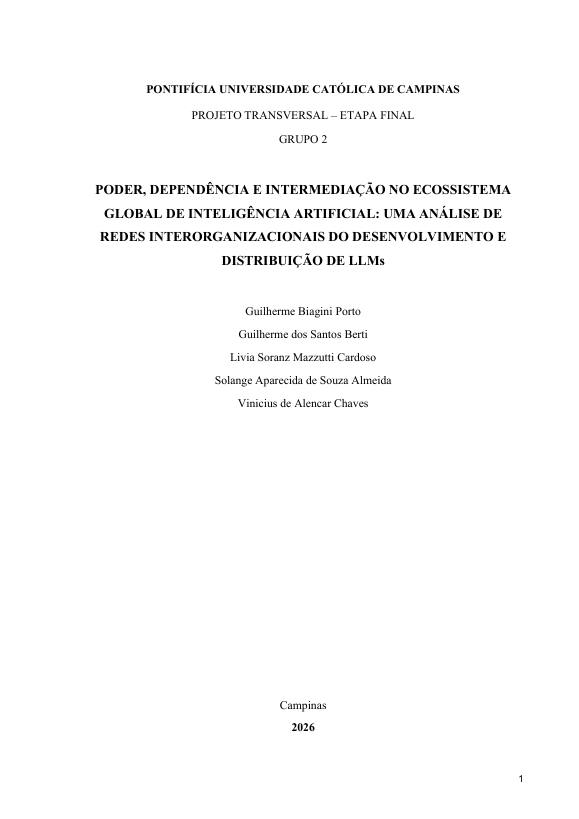 PONTIFÍCIA UNIVERSIDADE CATÓLICA DE CAMPINAS
PROJETO TRANSVERSAL – ETAPA FINAL
GRUPO 2
PODER, DEPENDÊNCIA E INTERMEDIAÇÃO NO ECOSSISTEMA
GLOBAL DE INTELIGÊNCIA ARTIFICIAL: UMA ANÁLISE DE
REDES INTERORGANIZACIONAIS DO DESENVOLVIMENTO E
DISTRIBUIÇÃO DE LLMs
Guilherme Biagini Porto
Guilherme dos Santos Berti
Livia Soranz Mazzutti Cardoso
Solange Aparecida de Souza Almeida
Vinicius de Alencar Chaves
Campinas
2026
1